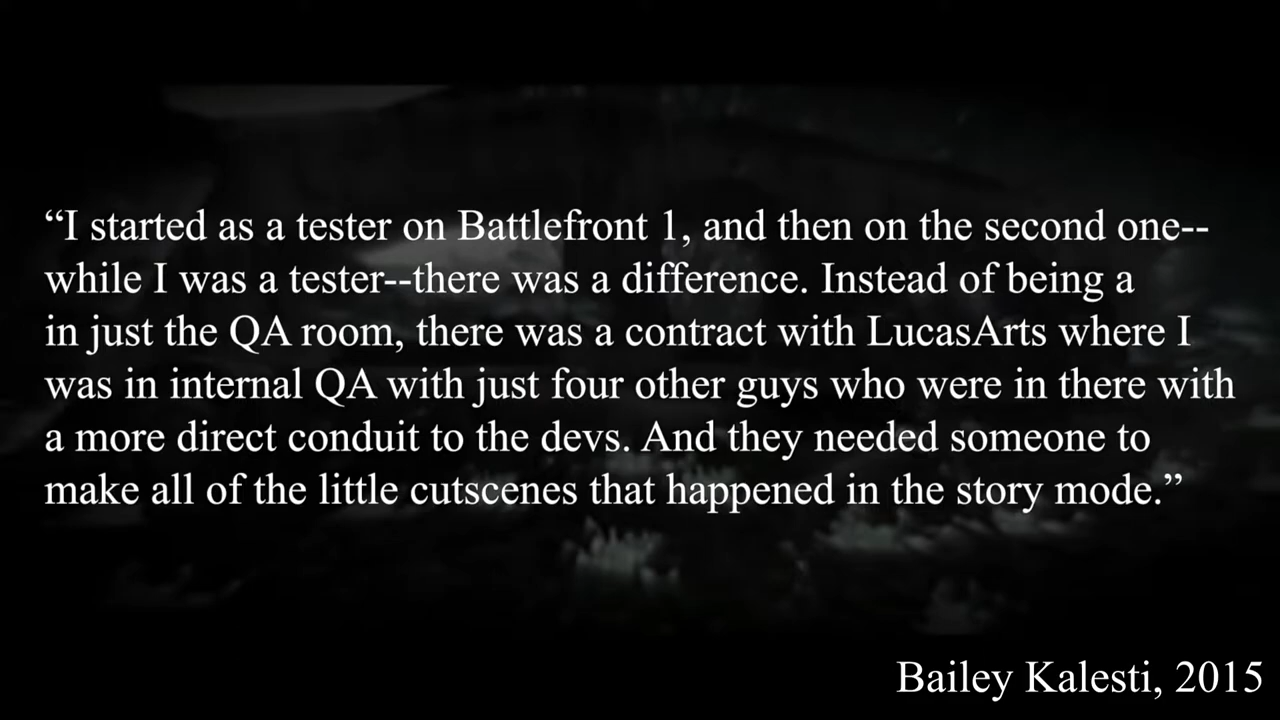 “I started as a tester on Battlefront 1, and then on the second one--
while I was a tester--there was a difference. Instead of being a
in just the QA room, there was a contract with LucasArts where I
was in internal QA with just four other guys who were in there with
a more direct conduit to the devs. And they needed someone to
make all of the little cutscenes that happened in the story mode.”
Bailey Kalesti, 2015